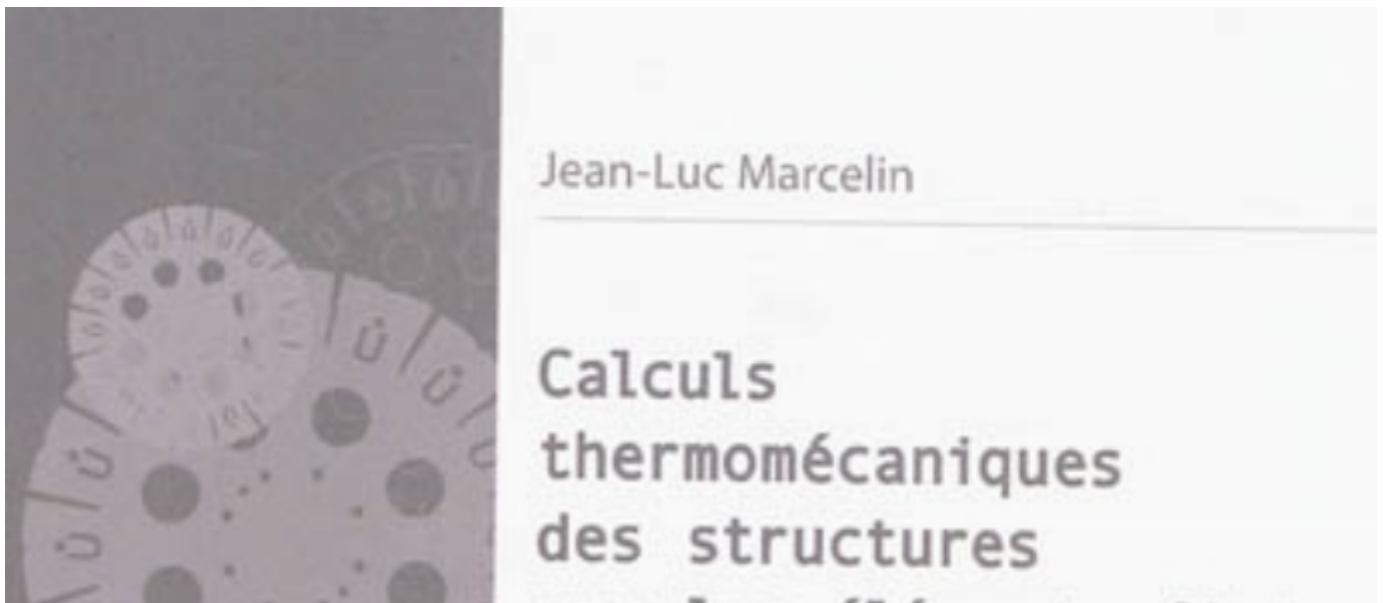 Jean-Luc Marcelin
Calculs
thermomécaniques
des structures